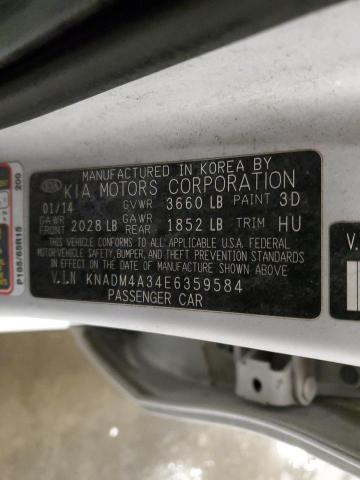 MANUFACTURED IN KOREA BY
KIA KIA MOTORS CORPORATION
01/14 GVWR 3660 LB PAINT 3D
GAWR FRONT 2028 LB GAWR REAR 1852 LB TRIM HU
THIS VEHICLE CONFORMS TO ALL APPLICABLE U.S.A. FEDERAL
MOTOR VEHICLE SAFETY, BUMPER, AND THEFT PREVENTION STANDARDS
IN EFFECT ON THE DATE OF MANUFACTURE SHOWN ABOVE.
V.I.N KNADM4A34E6359584
PASSENGER CAR
P185/65R15
200
V.